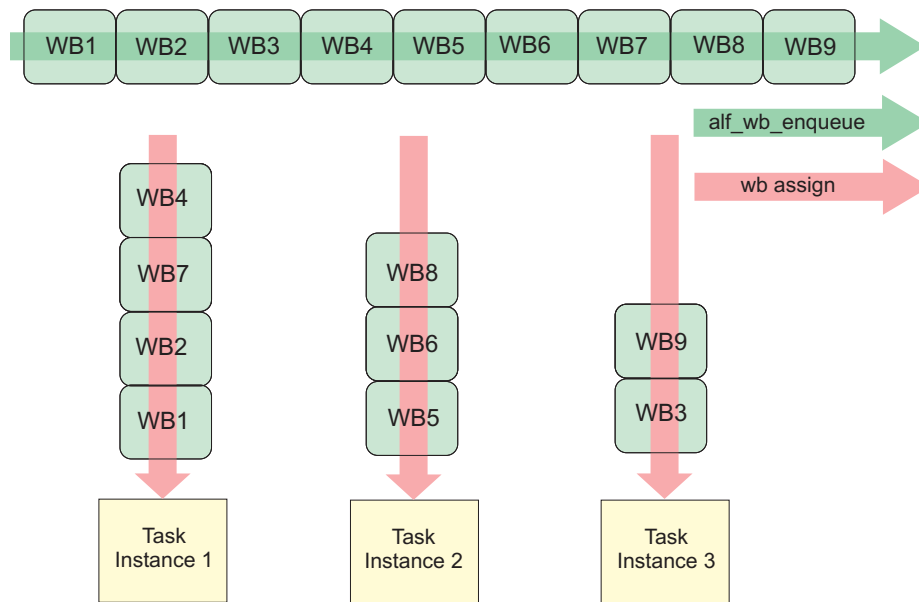 WB1 WB2 WB3 WB4 WB5 WB6 WB7 WB8 WB9
alf_wb_enqueue
wb assign
WB4
WB7
WB2
WB1
WB8
WB6
WB5
WB9
WB3
Task
Instance 1
Task
Instance 2
Task
Instance 3